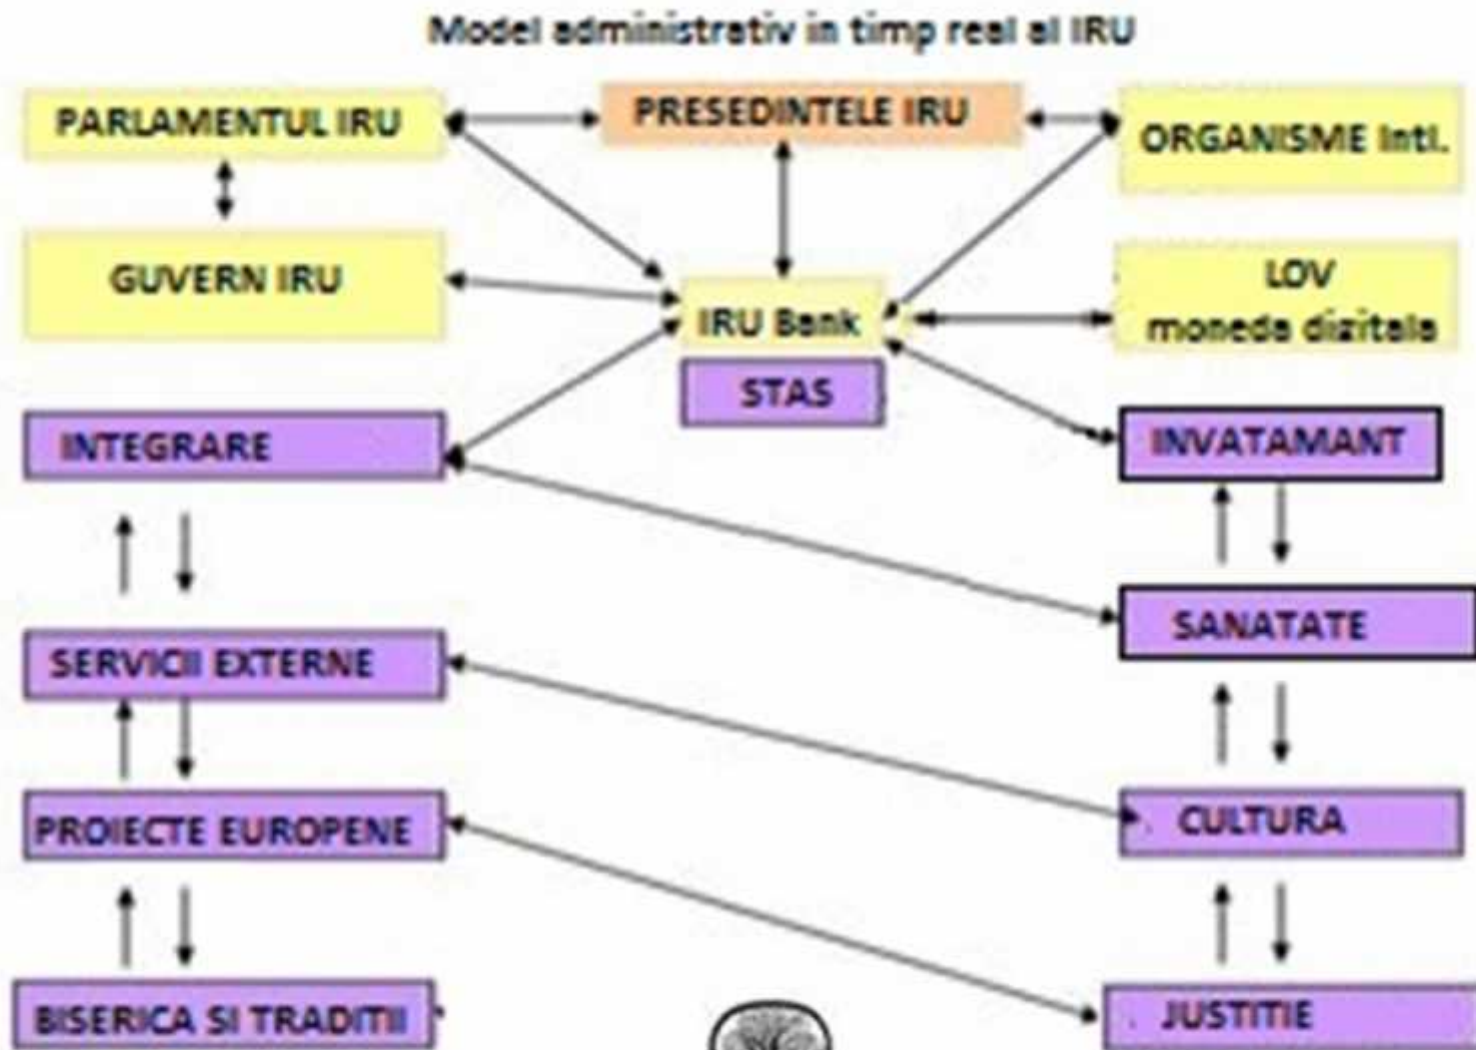 Model administrativ in timp real al IRU
PARLAMENTUL IRU
PRESEDINTELE IRU
ORGANISME Intl.
GUVERN IRU
IRU Bank
LOV
moneda digitala
STAS
INTEGRARE
INVATAMANT
SANATATE
SERVICII EXTERNE
CULTURA
PROIECTE EUROPENE
JUSTITIE
BISERICA SI TRADITII